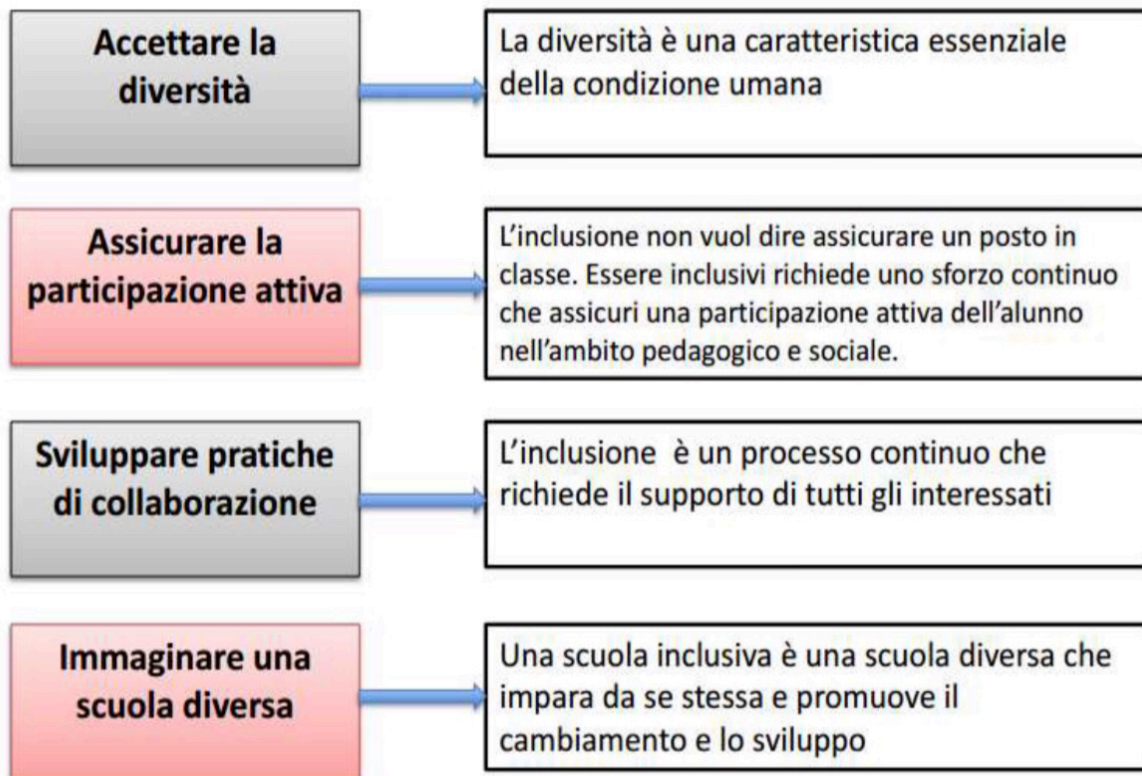 Accettare la
diversità
La diversità è una caratteristica essenziale
della condizione umana
Assicurare la
participazione attiva
L'inclusione non vuol dire assicurare un posto in
classe. Essere inclusivi richiede uno sforzo continuo
che assicuri una participazione attiva dell'alunno
nell'ambito pedagogico e sociale.
Sviluppare pratiche
di collaborazione
L'inclusione è un processo continuo che
richiede il supporto di tutti gli interessati
Immaginare una
scuola diversa
Una scuola inclusiva è una scuola diversa che
impara da se stessa e promuove il
cambiamento e lo sviluppo